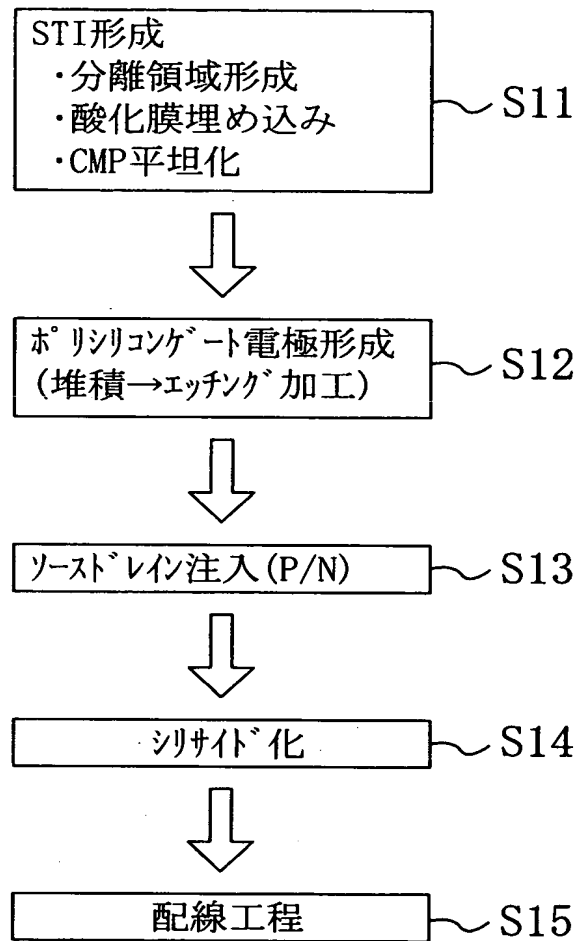 STI形成
・分離領域形成
・酸化膜埋め込み
・CMP平坦化
S11
ﾎﾟﾘｼﾘｺﾝｹﾞｰﾄ電極形成
(堆積→ｴｯﾁﾝｸﾞ加工)
S12
ｿｰｽﾄﾞﾚｲﾝ注入(P/N)
S13
ｼﾘｻｲﾄﾞ化
S14
配線工程
S15